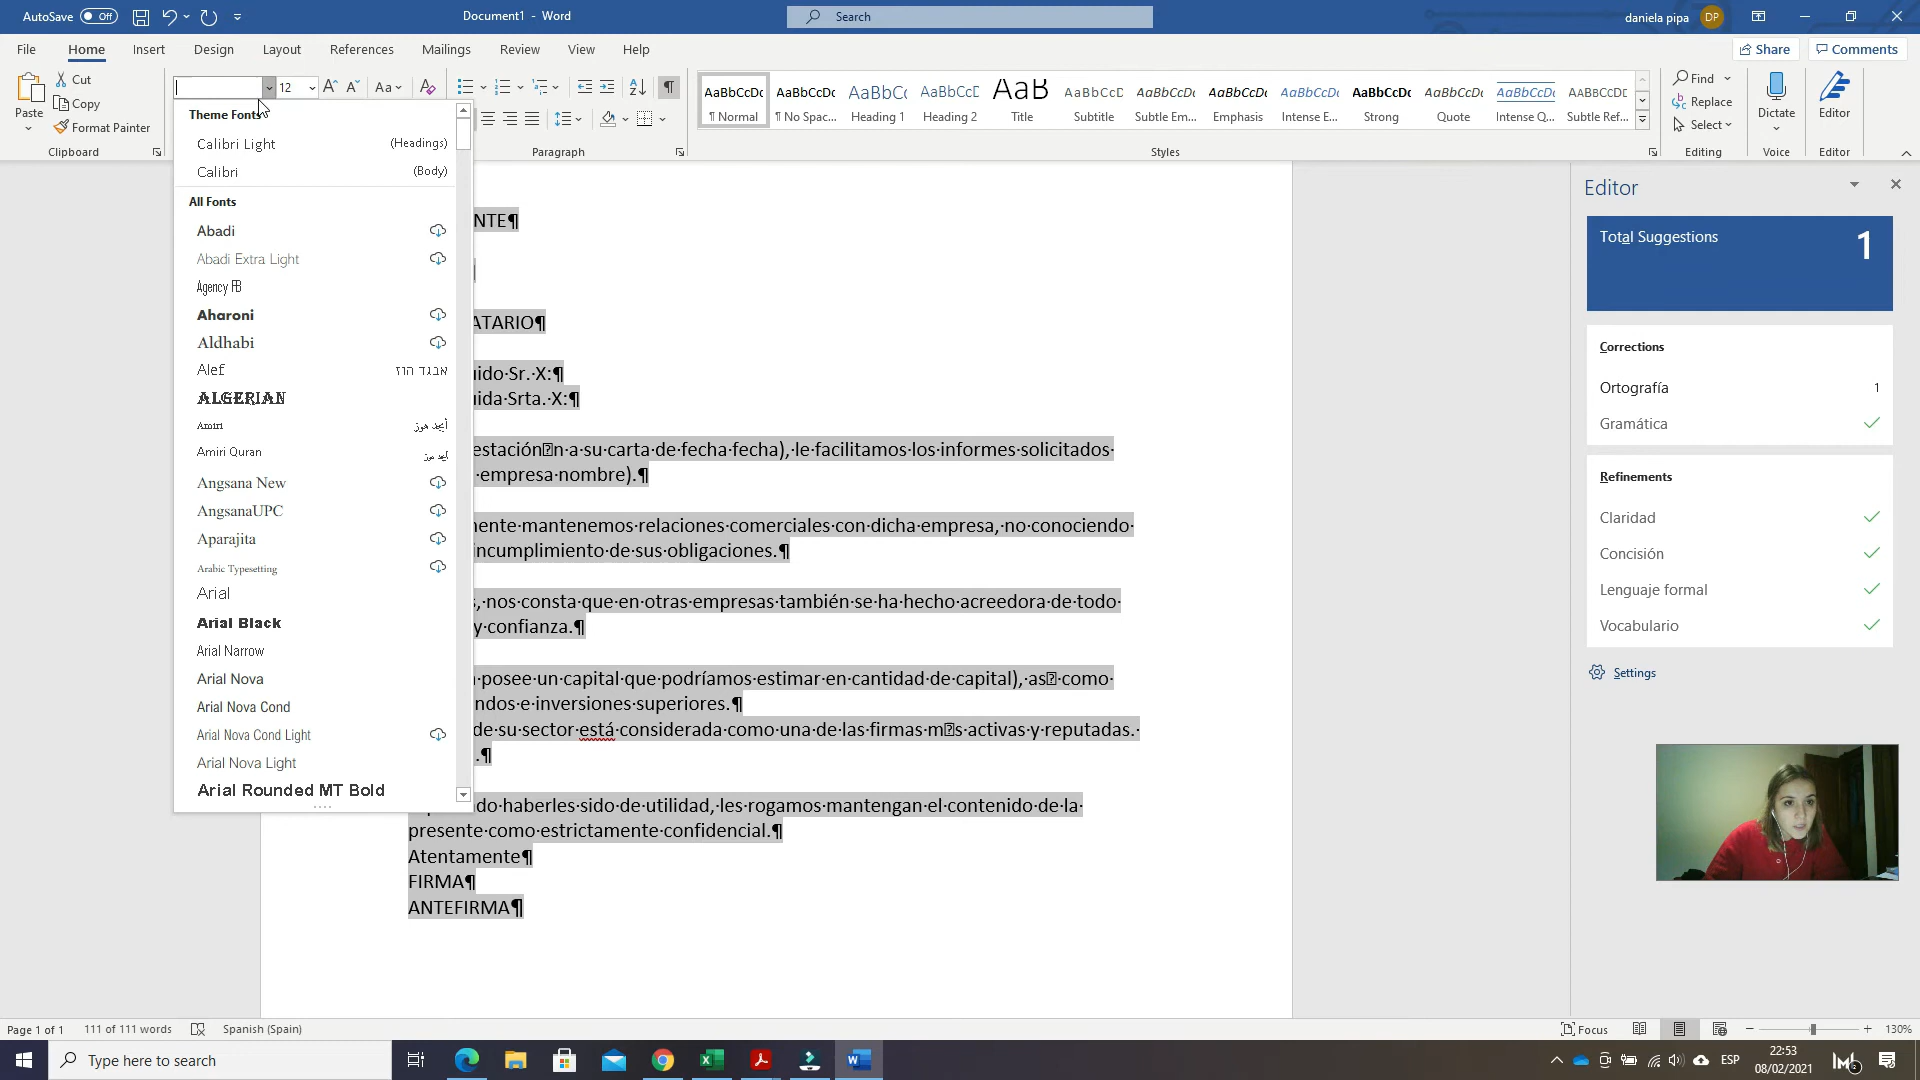 AutoSave Off
Document1 - Word
Search
daniela pipa DP
File Home Insert Design Layout References Mailings Review View Help
Share Comments
Paste
Cut
Copy
Format Painter
Clipboard
12
Aa
Paragraph
AaBbCcDc AaBbCcDc AaBbCc AaBbCcD AaB AaBbCcD AaBbCcDc AaBbCcDc AaBbCcDc AaBbCcDc AaBbCcDc AaBbCcDc AABBCCDC
¶ Normal ¶ No Spac... Heading 1 Heading 2 Title Subtitle Subtle Em... Emphasis Intense E... Strong Quote Intense Q... Subtle Ref...
Styles
Find
Replace
Select
Editing
Dictate
Voice
Editor
Editor
Theme Fonts
Calibri Light (Headings)
Calibri (Body)
All Fonts
Abadi
Abadi Extra Light
Agency FB
Aharoni
Aldhabi
Alef אבגד הוז
ALGERIAN
Amiri أبجد هوز
Amiri Quran أبجد هوز
Angsana New
AngsanaUPC
Aparajita
Arabic Typesetting
Arial
Arial Black
Arial Narrow
Arial Nova
Arial Nova Cond
Arial Nova Cond Light
Arial Nova Light
Arial Rounded MT Bold
NTE¶
ATARIO¶
uido·Sr.·X:¶
uida·Srta.·X:¶
estación�n·a·su·carta·de·fecha·fecha),·le·facilitamos·los·informes·solicitados·
·empresa·nombre).¶
mente·mantenemos·relaciones·comerciales·con·dicha·empresa,·no·conociendo·
incumplimiento·de·sus·obligaciones.¶
,·nos·consta·que·en·otras·empresas·también·se·ha·hecho·acreedora·de·todo·
y·confianza.¶
posee·un·capital·que·podríamos·estimar·en·cantidad·de·capital),·as�·como·
ndos·e·inversiones·superiores.¶
de·su·sector·está·considerada·como·una·de·las·firmas·m�s·activas·y·reputadas.·
.¶
do·haberles·sido·de·utilidad,·les·rogamos·mantengan·el·contenido·de·la·
presente·como·estrictamente·confidencial.¶
Atentamente¶
FIRMA¶
ANTEFIRMA¶
Editor
Total Suggestions 1
Corrections
Ortografía 1
Gramática
Refinements
Claridad
Concisión
Lenguaje formal
Vocabulario
Settings
Page 1 of 1 111 of 111 words Spanish (Spain)
Focus 130%
Type here to search
ESP
22:53
08/02/2021